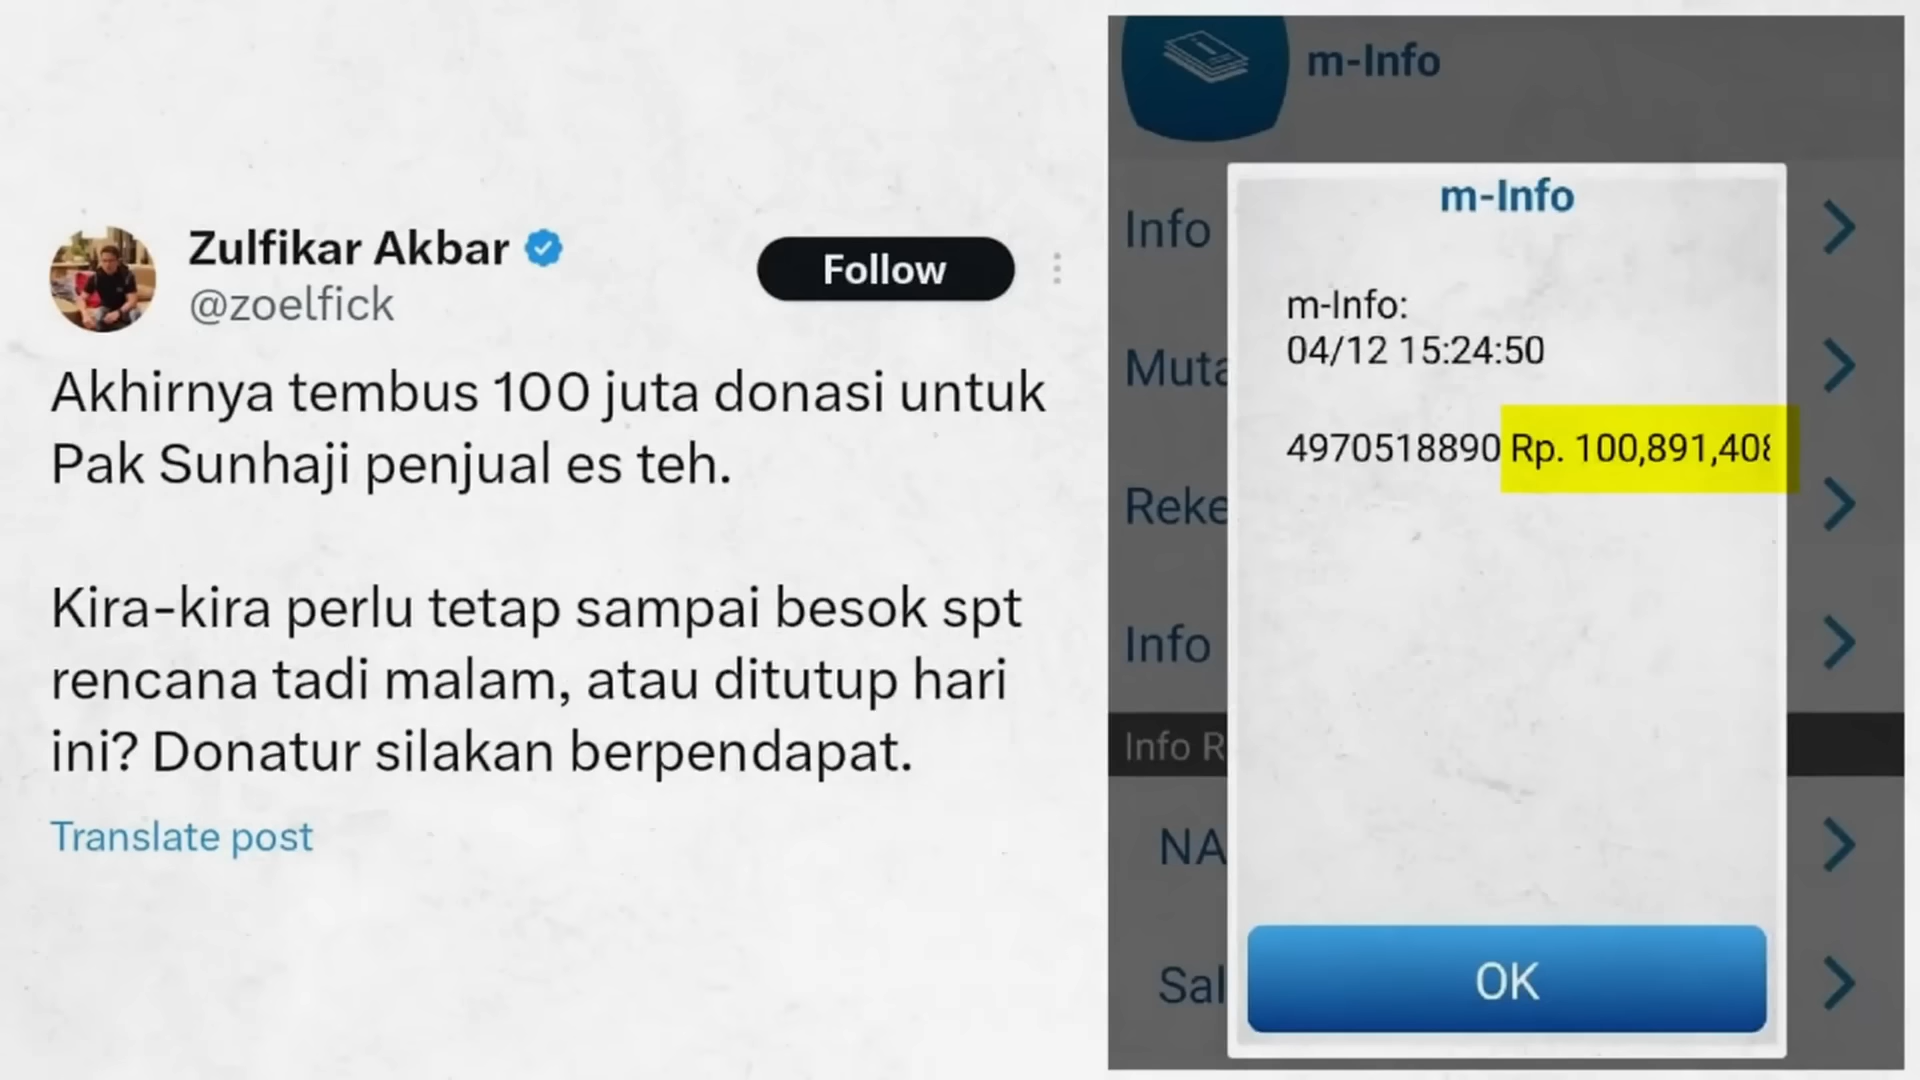 Zulfikar Akbar
@zoelfick
Follow
Akhirnya tembus 100 juta donasi untuk
Pak Sunhaji penjual es teh.
Kira-kira perlu tetap sampai besok spt
rencana tadi malam, atau ditutup hari
ini? Donatur silakan berpendapat.
Translate post
m-Info
m-Info
m-Info:
04/12 15:24:50
4970518890 Rp. 100,891,408
Info
Muta
Reke
Info
Info R
NA
Sal
OK